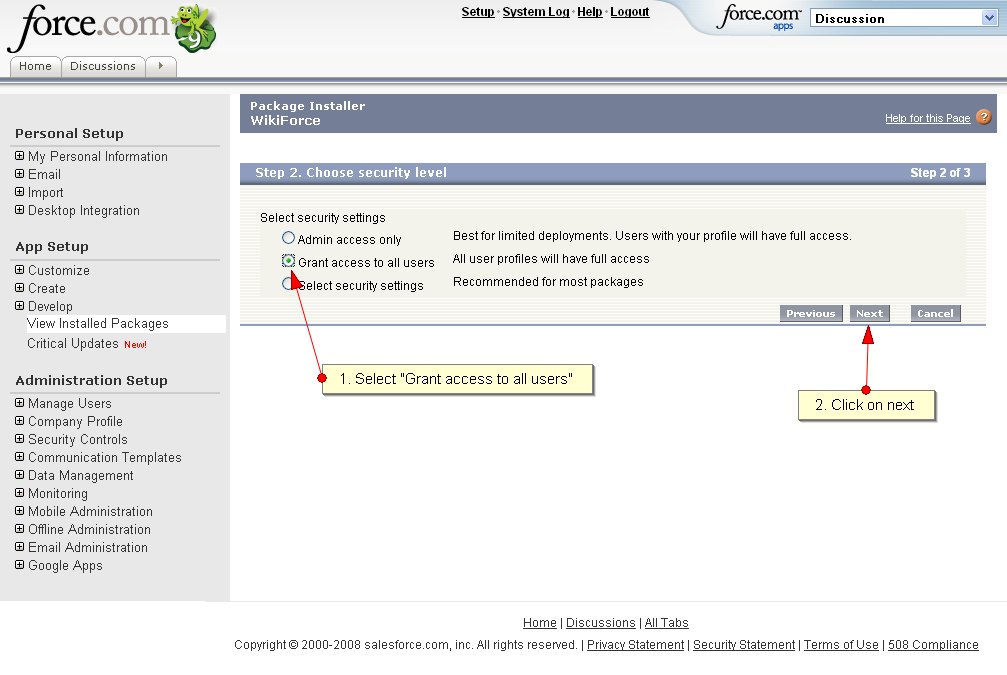 force.com
9
Setup · System Log · Help · Logout
force.com
apps
Discussion
Home
Discussions
Package Installer
WikiForce
Help for this Page
?
Personal Setup
My Personal Information
Email
Import
Desktop Integration
App Setup
Customize
Create
Develop
View Installed Packages
Critical Updates New!
Administration Setup
Manage Users
Company Profile
Security Controls
Communication Templates
Data Management
Monitoring
Mobile Administration
Offline Administration
Email Administration
Google Apps
Step 2. Choose security level
Step 2 of 3
Select security settings
Admin access only Best for limited deployments. Users with your profile will have full access.
Grant access to all users All user profiles will have full access
Select security settings Recommended for most packages
Previous Next Cancel
1. Select "Grant access to all users"
2. Click on next
Home | Discussions | All Tabs
Copyright © 2000-2008 salesforce.com, inc. All rights reserved. | Privacy Statement | Security Statement | Terms of Use | 508 Compliance